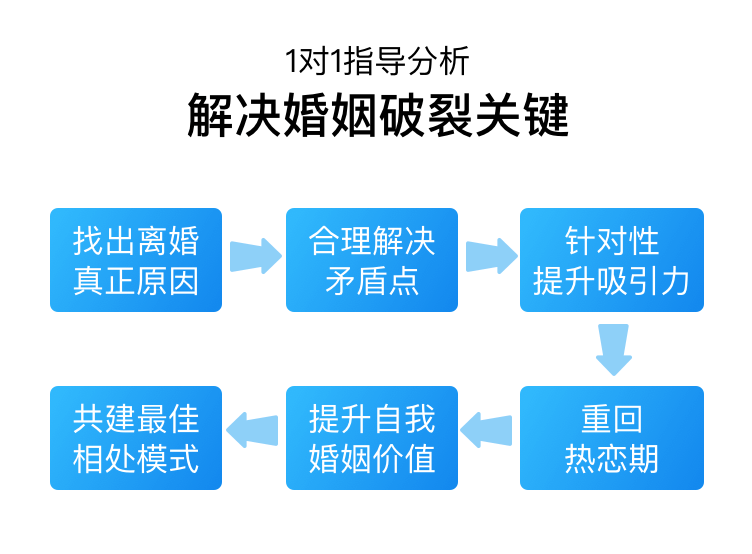 1对1指导分析
解决婚姻破裂关键
找出离婚
真正原因
合理解决
矛盾点
针对性
提升吸引力
重回
热恋期
提升自我
婚姻价值
共建最佳
相处模式